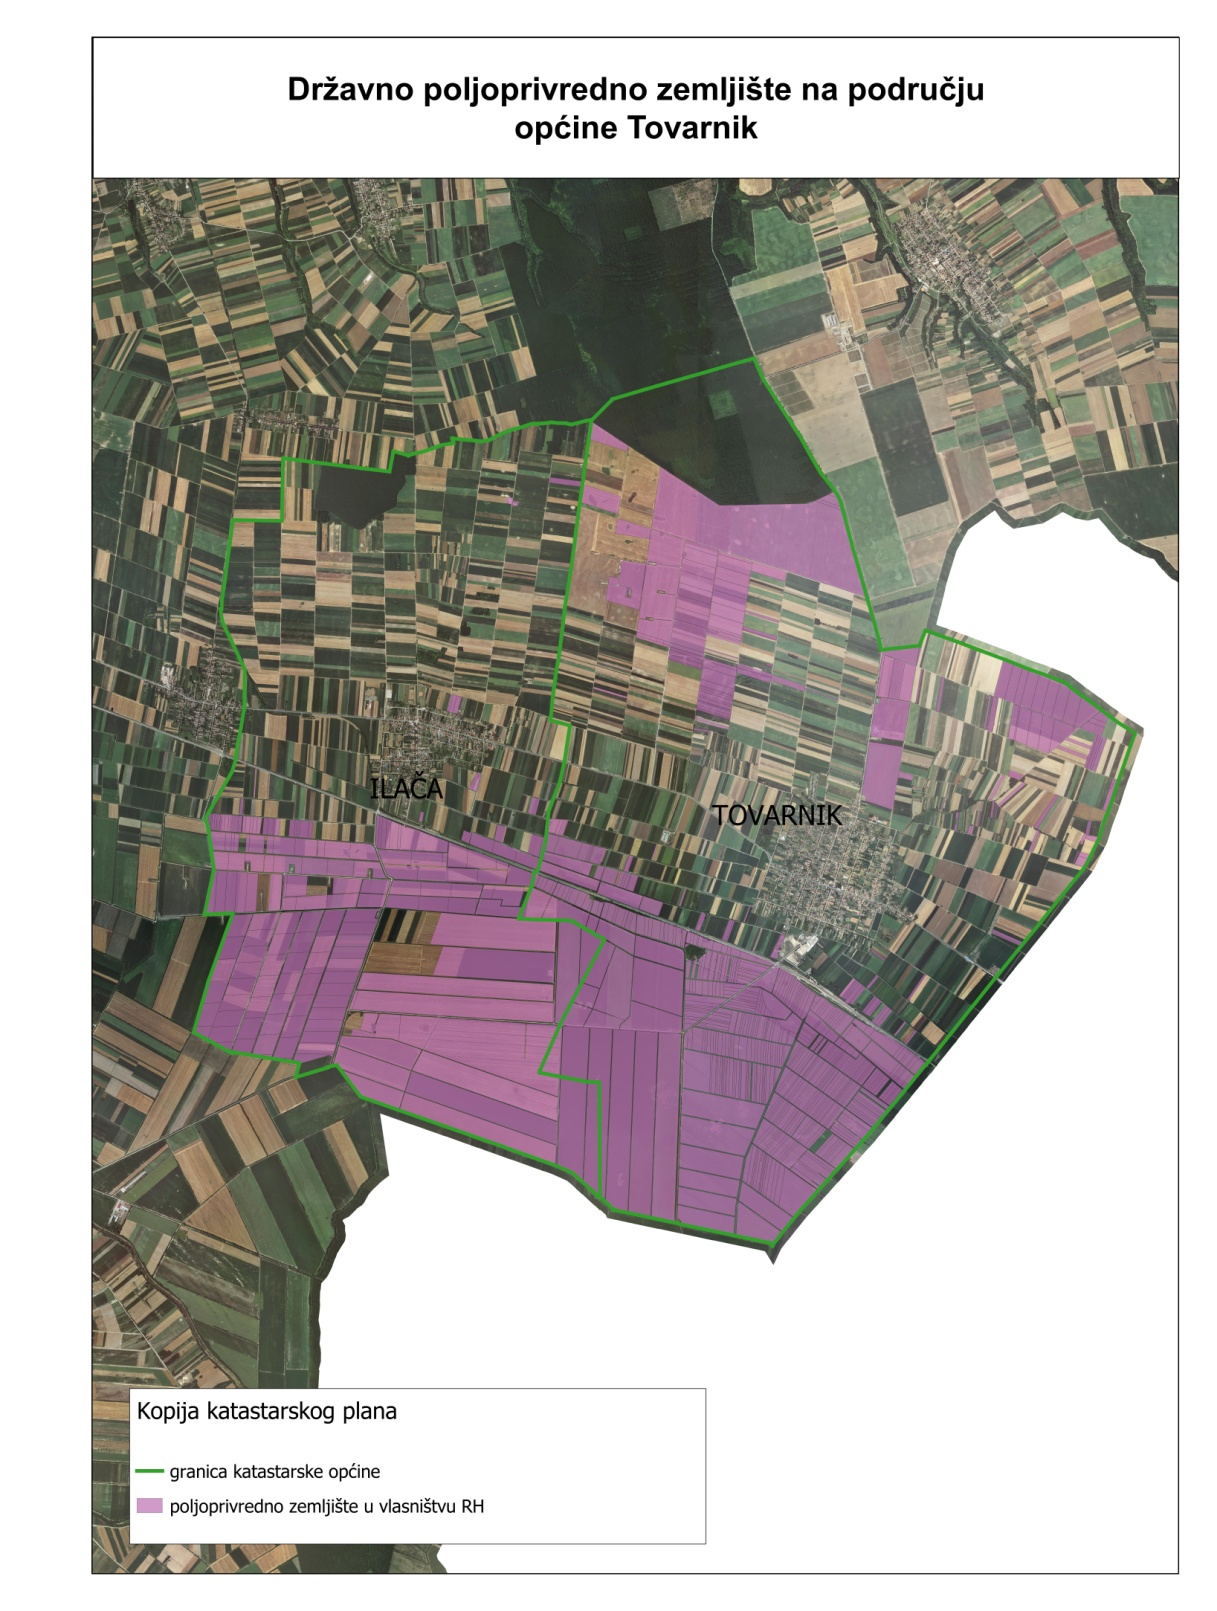 Državno poljoprivredno zemljište na području
općine Tovarnik
ILAČA
TOVARNIK
Kopija katastarskog plana
granica katastarske općine
poljoprivredno zemljište u vlasništvu RH